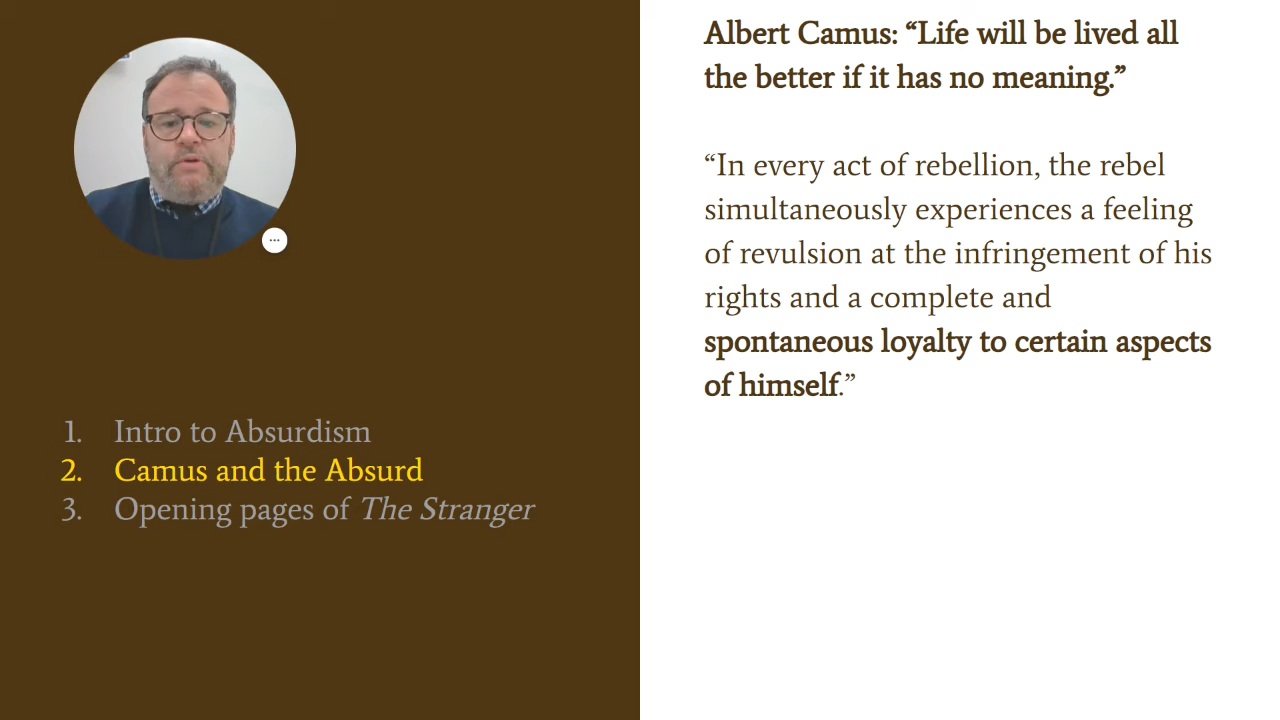 1. Intro to Absurdism
2. Camus and the Absurd
3. Opening pages of The Stranger
Albert Camus: “Life will be lived all
the better if it has no meaning.”
“In every act of rebellion, the rebel
simultaneously experiences a feeling
of revulsion at the infringement of his
rights and a complete and
spontaneous loyalty to certain aspects
of himself.”